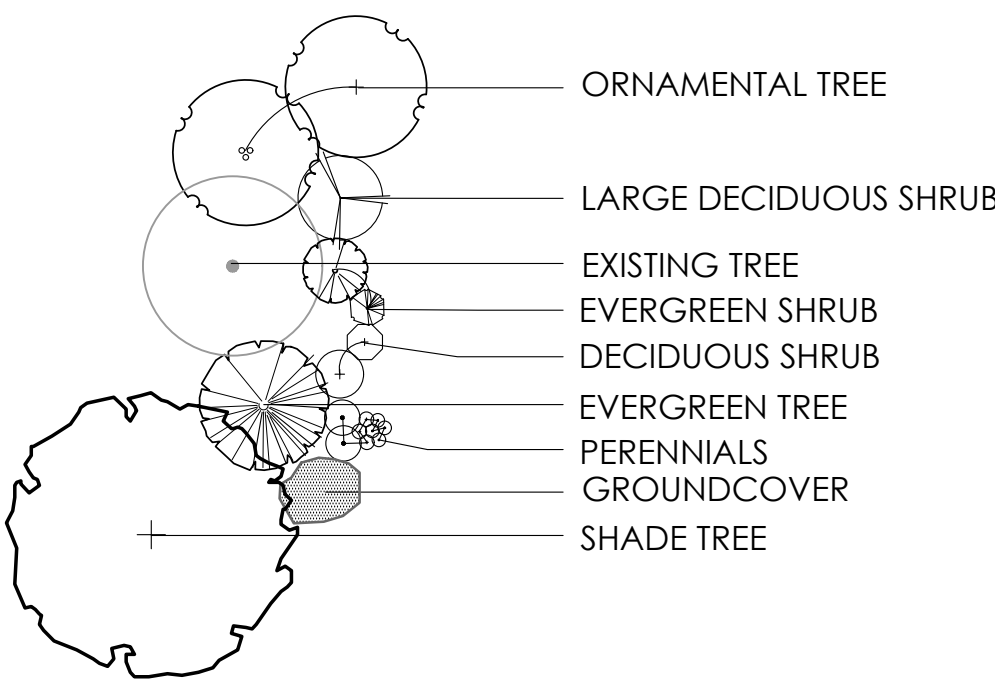 ORNAMENTAL TREE
LARGE DECIDUOUS SHRUB
EXISTING TREE
EVERGREEN SHRUB
DECIDUOUS SHRUB
EVERGREEN TREE
PERENNIALS
GROUNDCOVER
SHADE TREE